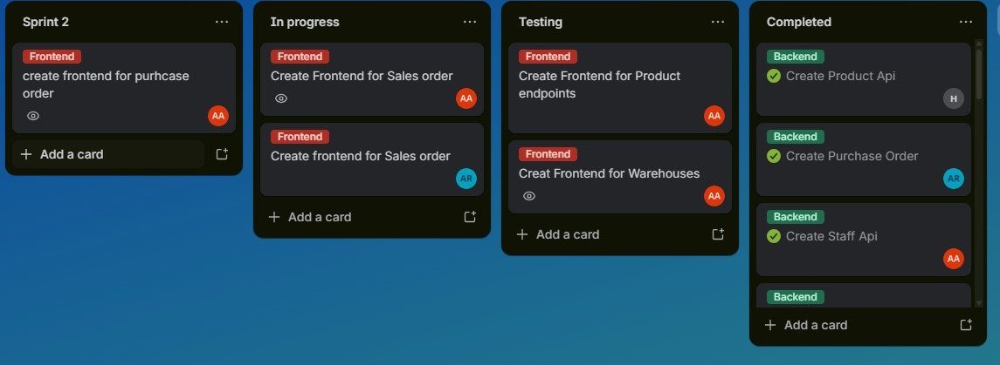 Sprint 2
Frontend
create frontend for purhcase
order
AA
Add a card
In progress
Frontend
Create Frontend for Sales order
AA
Frontend
Create frontend for Sales order
AR
Add a card
Testing
Frontend
Create Frontend for Product
endpoints
AA
Frontend
Creat Frontend for Warehouses
AA
Add a card
Completed
Backend
Create Product Api
H
Backend
Create Purchase Order
AR
Backend
Create Staff Api
AA
Backend
Add a card